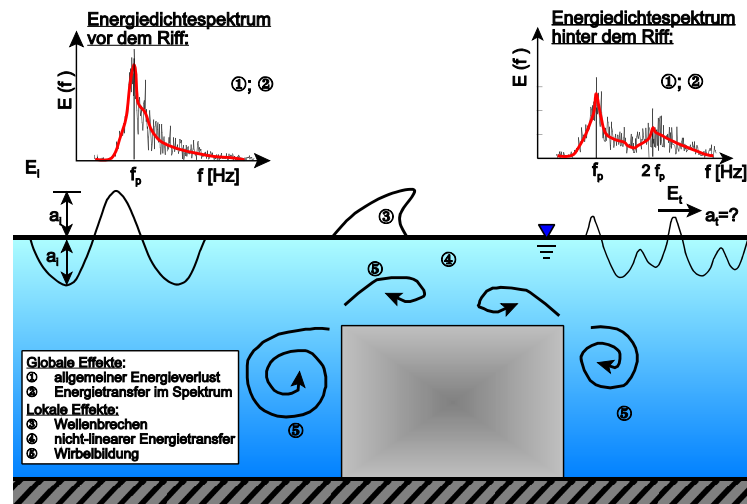 Energiedichtespektrum
vor dem Riff:
E (f)
①; ②
f_p
f [Hz]
Energiedichtespektrum
hinter dem Riff:
E (f)
①; ②
f_p
2 f_p
f [Hz]
E_i
a_i
a_i
③
E_t
a_t=?
⑤
④
⑤
⑤
Globale Effekte:
① allgemeiner Energieverlust
② Energietransfer im Spektrum
Lokale Effekte:
③ Wellenbrechen
④ nicht-linearer Energietransfer
⑤ Wirbelbildung